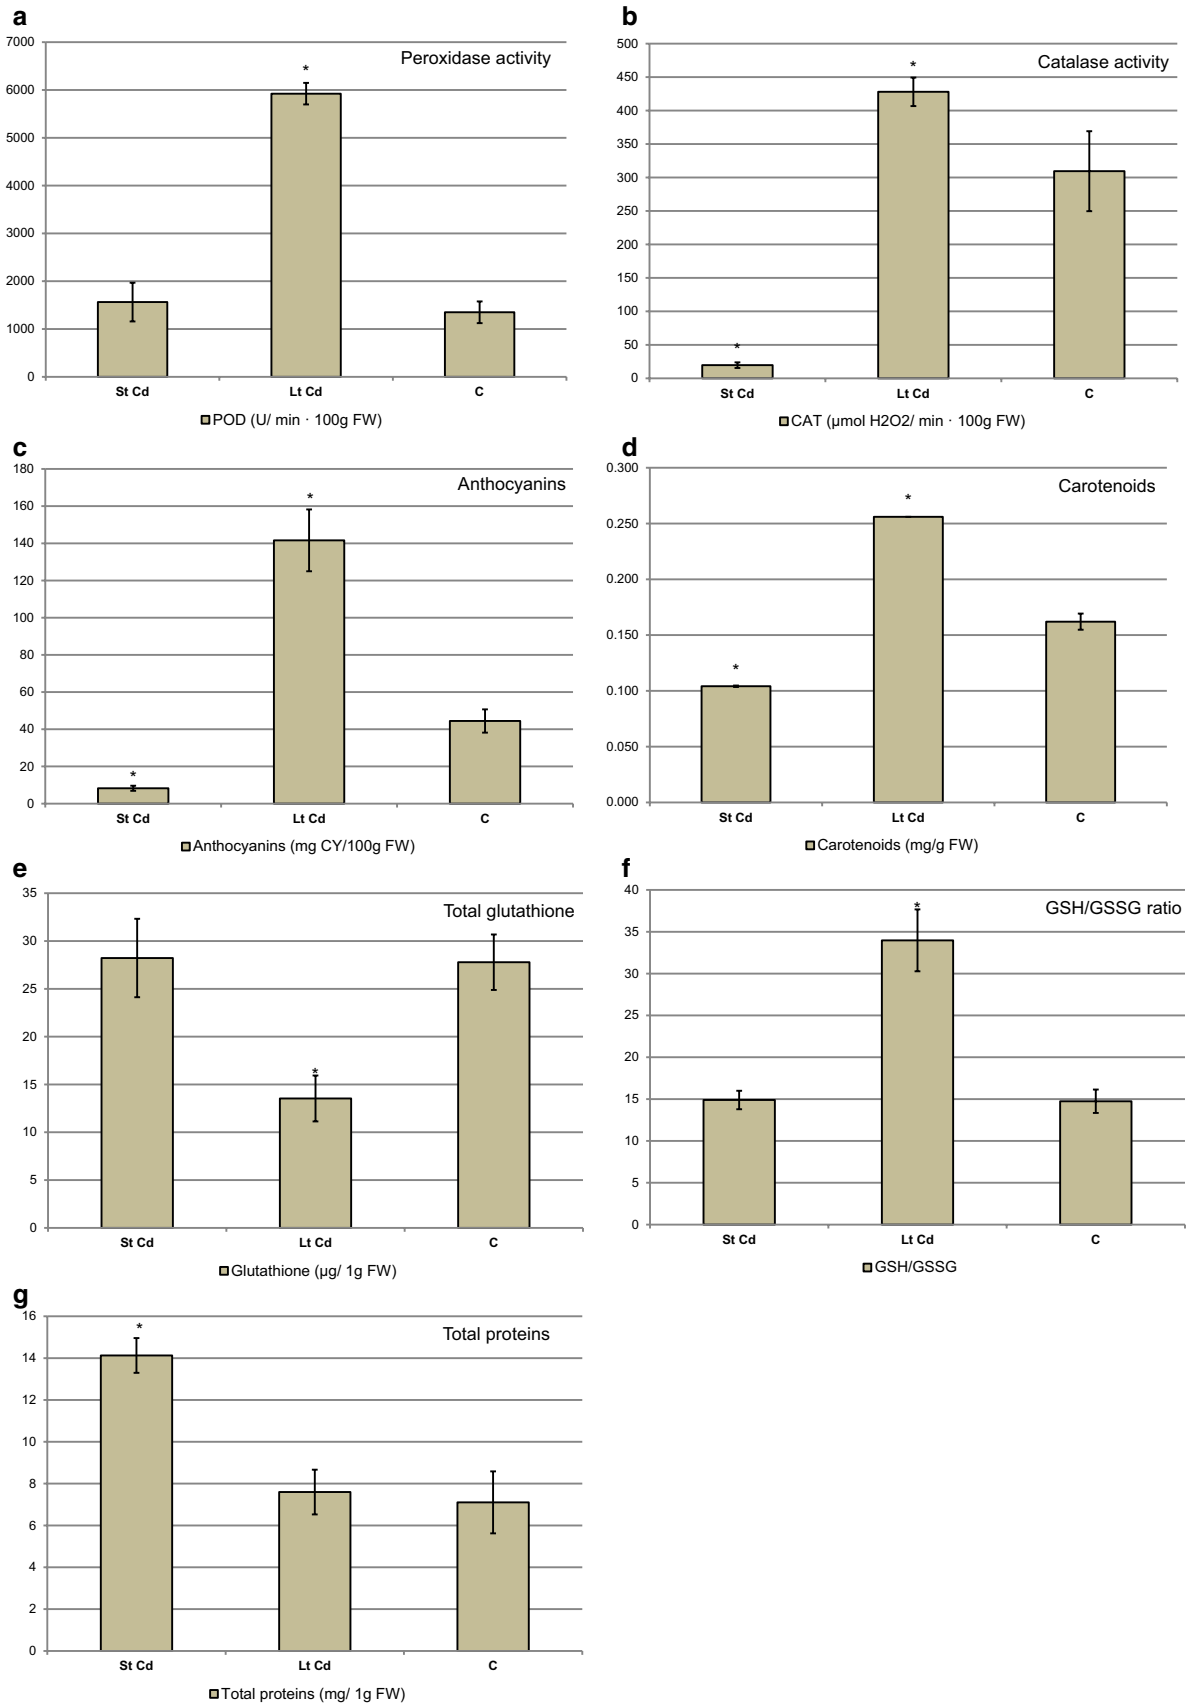 a
Peroxidase activity
7000
6000
5000
4000
3000
2000
1000
0
*
St Cd
Lt Cd
C
POD (U/ min · 100g FW)
b
Catalase activity
500
450
400
350
300
250
200
150
100
50
0
*
*
St Cd
Lt Cd
C
CAT (µmol H2O2/ min · 100g FW)
c
Anthocyanins
180
160
140
120
100
80
60
40
20
0
*
*
St Cd
Lt Cd
C
Anthocyanins (mg CY/100g FW)
d
Carotenoids
0.300
0.250
0.200
0.150
0.100
0.050
0.000
*
*
St Cd
Lt Cd
C
Carotenoids (mg/g FW)
e
Total glutathione
35
30
25
20
15
10
5
0
*
St Cd
Lt Cd
C
Glutathione (µg/ 1g FW)
f
GSH/GSSG ratio
40
35
30
25
20
15
10
5
0
*
St Cd
Lt Cd
C
GSH/GSSG
g
Total proteins
16
14
12
10
8
6
4
2
0
*
St Cd
Lt Cd
C
Total proteins (mg/ 1g FW)